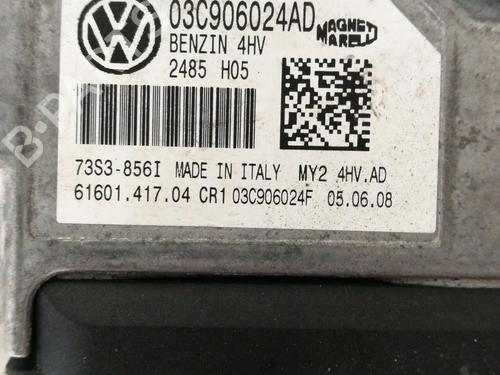 03C906024AD
MAGNETI MARELLI
BENZIN 4HV
2485 H05
73S3-856I MADE IN ITALY MY2 4HV.AD
61601.417.04 CR1 03C906024F 05.06.08